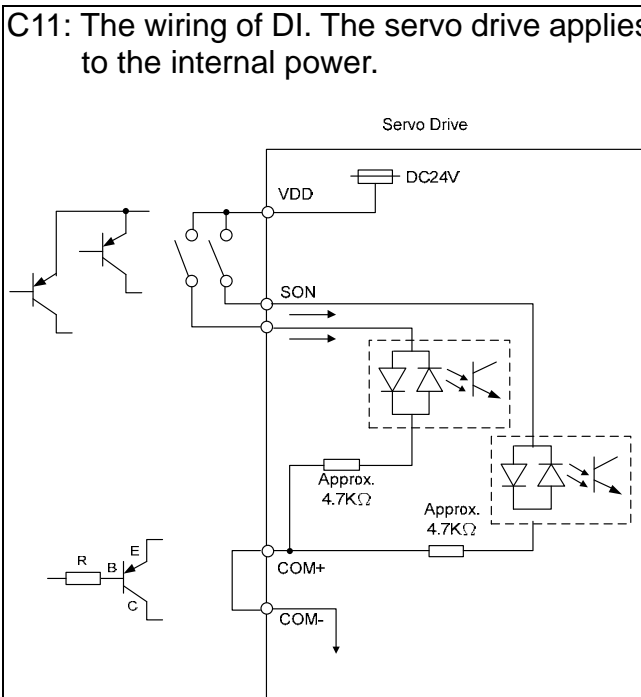 C11: The wiring of DI. The servo drive applies
to the internal power.
Servo Drive
DC24V
VDD
SON
Approx.
4.7KΩ
Approx.
4.7KΩ
R
B
E
C
COM+
COM-